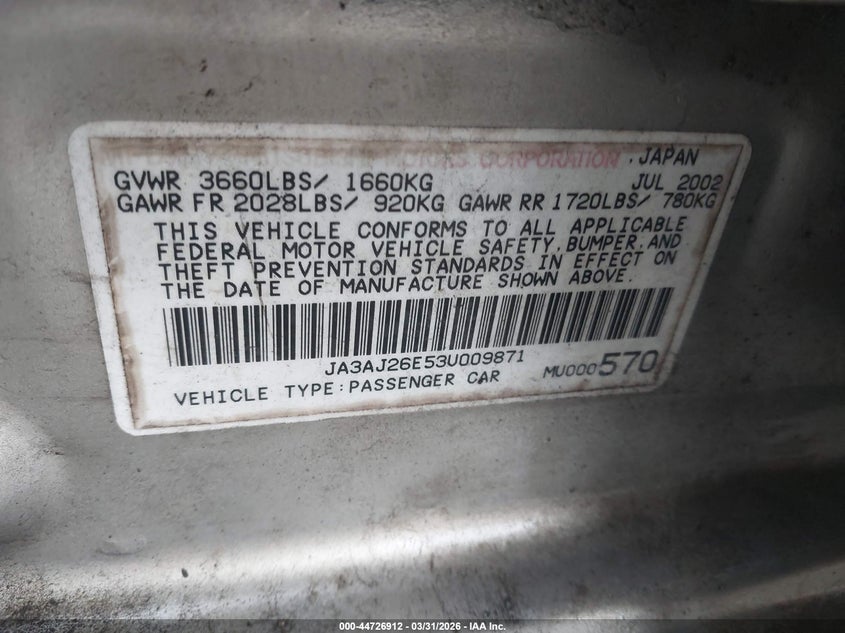 MOTORS CORPORATION , JAPAN
GVWR 3660LBS/ 1660KG JUL 2002
GAWR FR 2028LBS/ 920KG GAWR RR 1720LBS/ 780KG
THIS VEHICLE CONFORMS TO ALL APPLICABLE
FEDERAL MOTOR VEHICLE SAFETY, BUMPER, AND
THEFT PREVENTION STANDARDS IN EFFECT ON
THE DATE OF MANUFACTURE SHOWN ABOVE.
JA3AJ26E53U009871
MU000570
VEHICLE TYPE:PASSENGER CAR
000-44726912 - 03/31/2026 - IAA Inc.